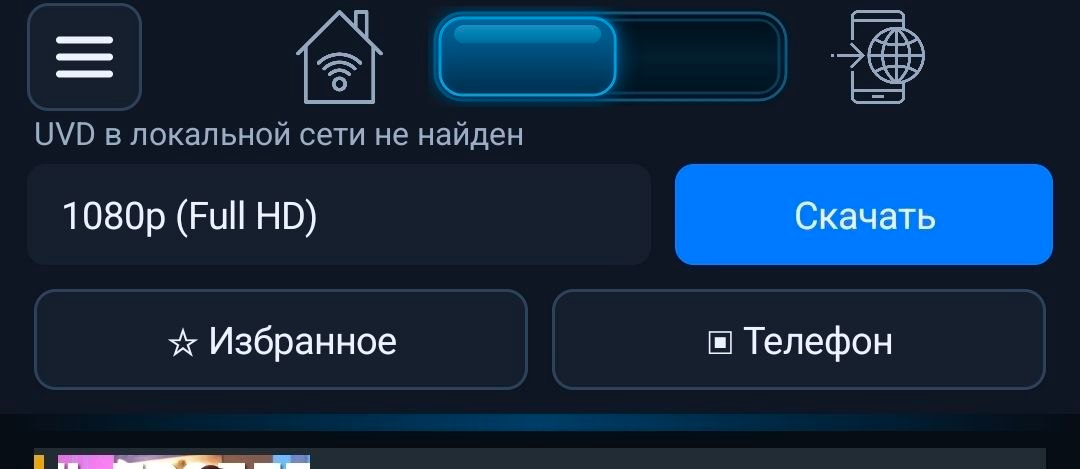 UVD в локальной сети не найден
1080p (Full HD)
Скачать
☆ Избранное
▣ Телефон